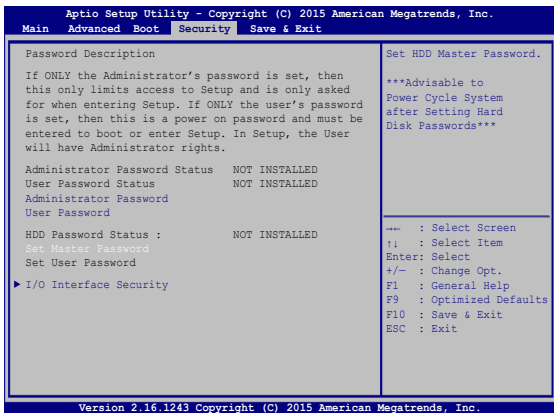 Aptio Setup Utility - Copyright (C) 2015 American Megatrends, Inc.
Main Advanced Boot Security Save & Exit
Password Description
If ONLY the Administrator's password is set, then
this only limits access to Setup and is only asked
for when entering Setup. If ONLY the user's password
is set, then this is a power on password and must be
entered to boot or enter Setup. In Setup, the User
will have Administrator rights.
Administrator Password Status NOT INSTALLED
User Password Status NOT INSTALLED
Administrator Password
User Password
HDD Password Status : NOT INSTALLED
Set Master Password
Set User Password
I/O Interface Security
Set HDD Master Password.
***Advisable to
Power Cycle System
after Setting Hard
Disk Passwords***
→← : Select Screen
↑↓ : Select Item
Enter: Select
+/— : Change Opt.
F1 : General Help
F9 : Optimized Defaults
F10 : Save & Exit
ESC : Exit
Version 2.16.1243 Copyright (C) 2015 American Megatrends, Inc.